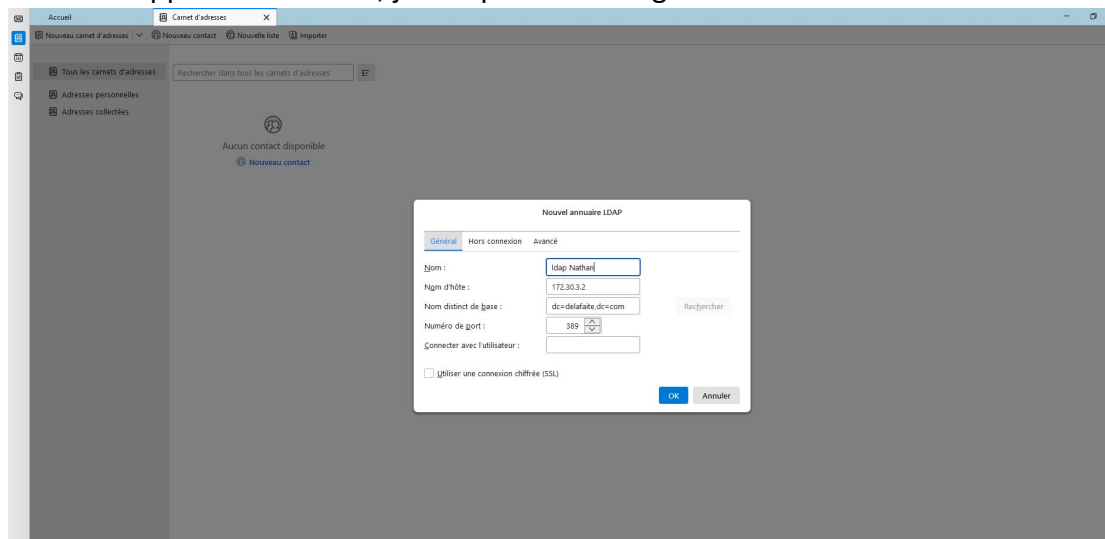 Accueil
Carnet d'adresses
Nouveau carnet d'adresses
Nouveau contact
Nouvelle liste
Importer
Tous les carnets d'adresses
Rechercher dans tous les carnets d'adresses
Adresses personnelles
Adresses collectées
Aucun contact disponible
Nouveau contact
Nouvel annuaire LDAP
Général Hors connexion Avancé
Nom : ldap Nathan
Nom d'hôte : 172.30.3.2
Nom distinct de base : dc=delafaite,dc=com Rechercher
Numéro de port : 389
Connecter avec l'utilisateur :
Utiliser une connexion chiffrée (SSL)
OK Annuler